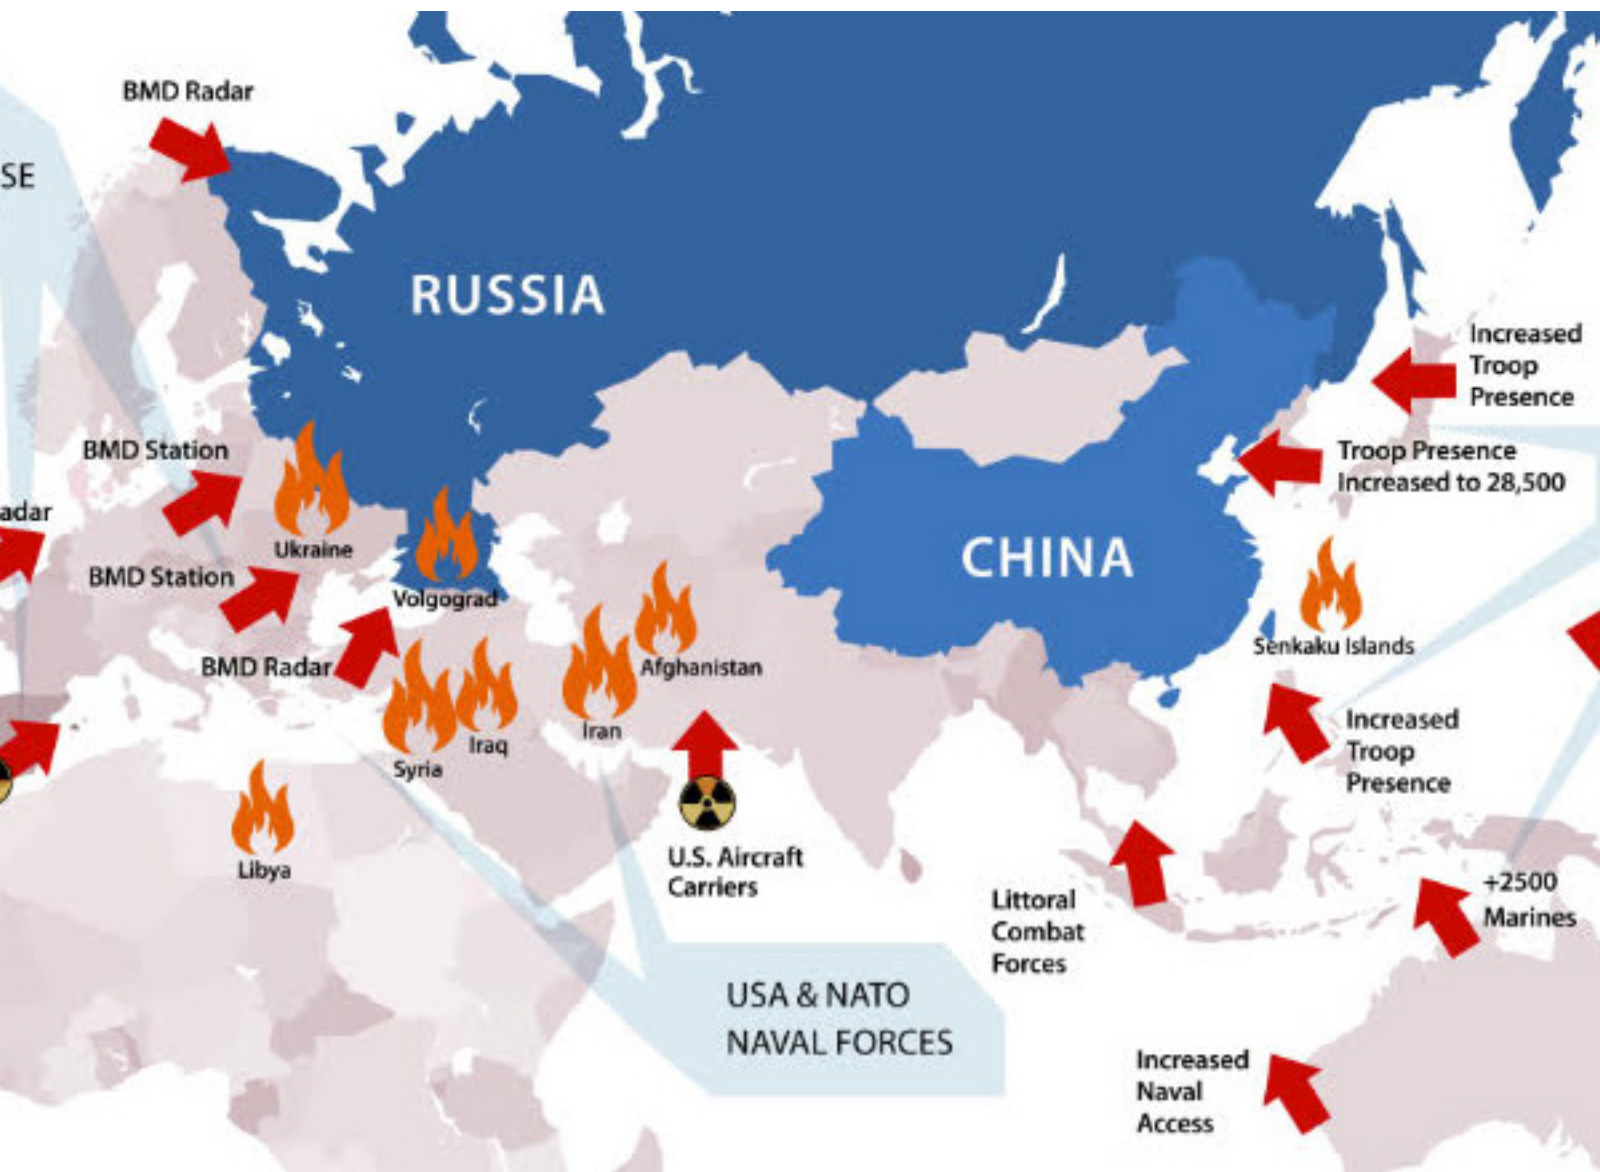 BMD Radar
SE
RUSSIA
Increased
Troop
Presence
BMD Station
Troop Presence
Increased to 28,500
adar
Ukraine
CHINA
BMD Station
Volgograd
Senkaku Islands
BMD Radar
Afghanistan
Iran
Iraq
Syria
Increased
Troop
Presence
Libya
U.S. Aircraft
Carriers
Littoral
Combat
Forces
+2500
Marines
USA & NATO
NAVAL FORCES
Increased
Naval
Access